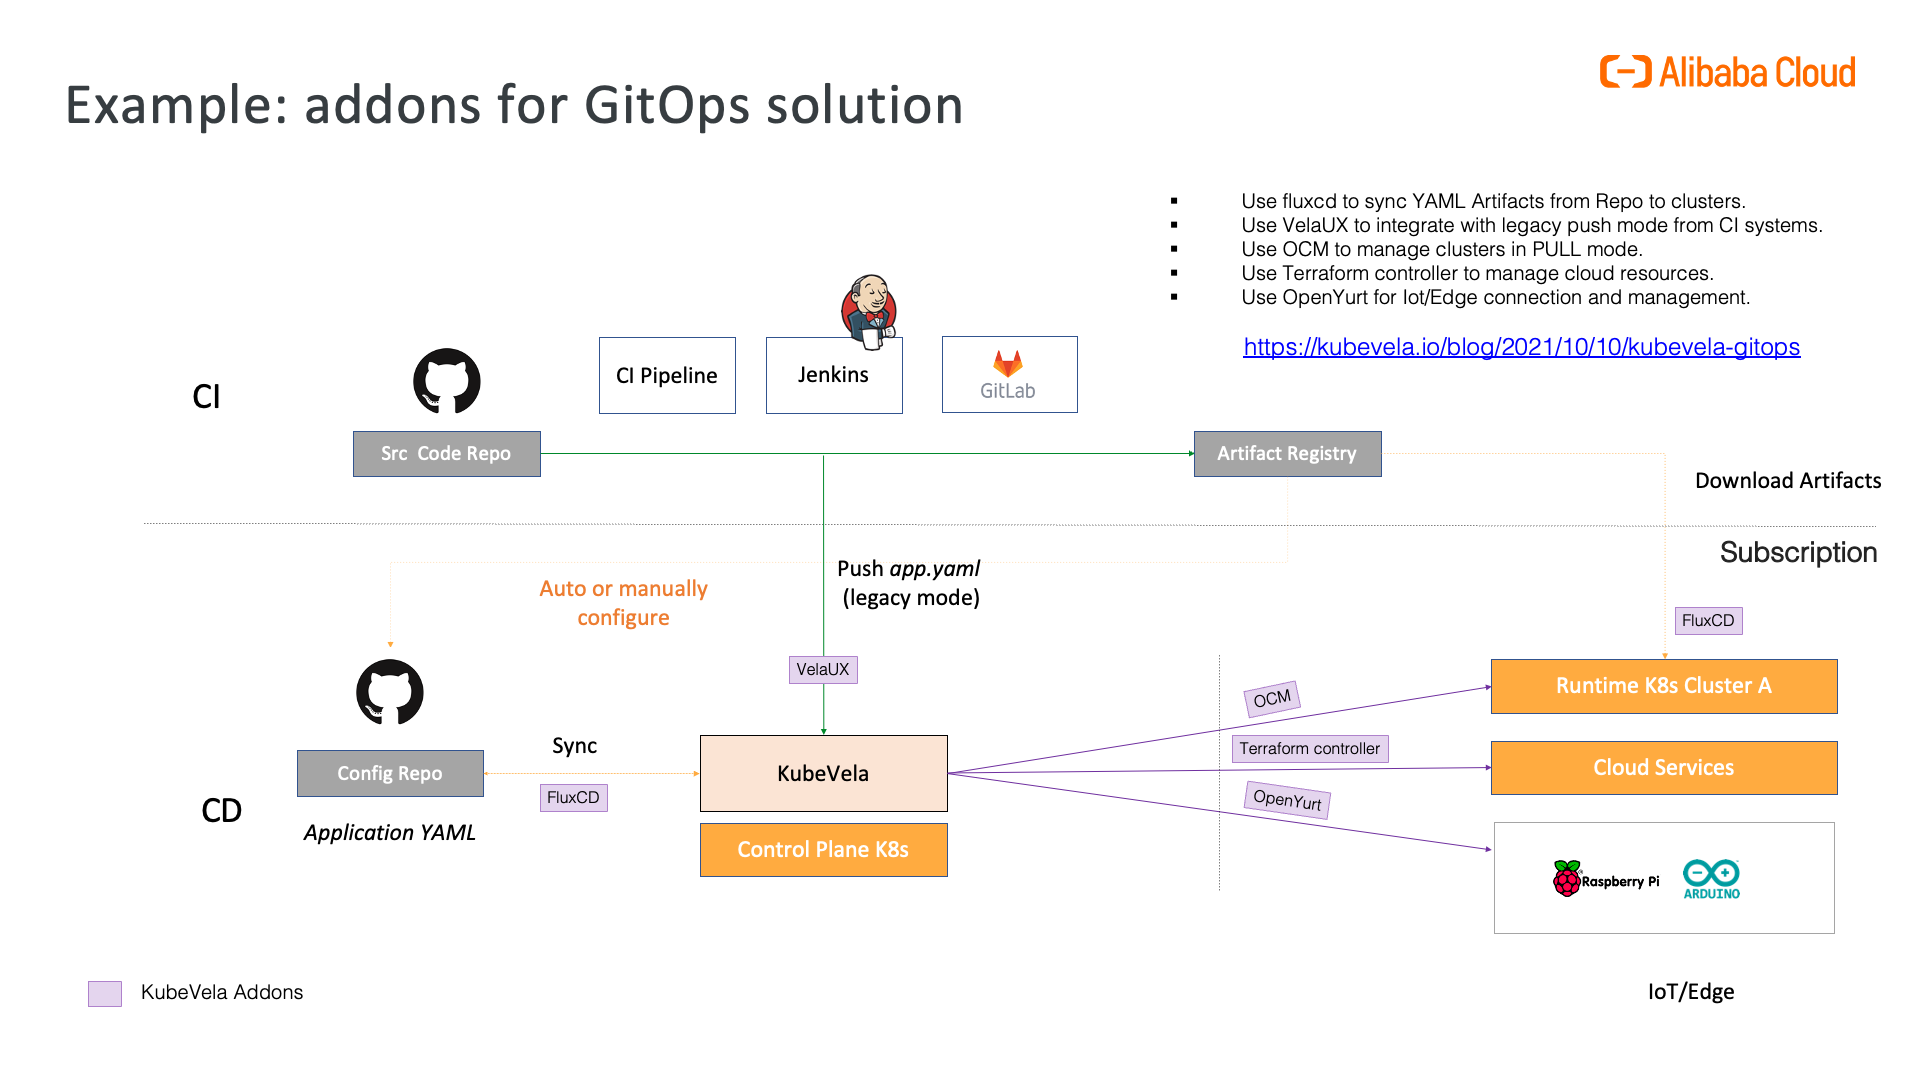 Example: addons for GitOps solution
Alibaba Cloud
Use fluxcd to sync YAML Artifacts from Repo to clusters.
Use VelaUX to integrate with legacy push mode from CI systems.
Use OCM to manage clusters in PULL mode.
Use Terraform controller to manage cloud resources.
Use OpenYurt for Iot/Edge connection and management.
https://kubevela.io/blog/2021/10/10/kubevela-gitops
CI
CI Pipeline
Jenkins
GitLab
Src Code Repo
Artifact Registry
Download Artifacts
Subscription
Auto or manually
configure
Push app.yaml
(legacy mode)
FluxCD
VelaUX
OCM
Runtime K8s Cluster A
Sync
Config Repo
KubeVela
Terraform controller
Cloud Services
FluxCD
OpenYurt
CD
Application YAML
Control Plane K8s
Raspberry Pi
ARDUINO
KubeVela Addons
IoT/Edge